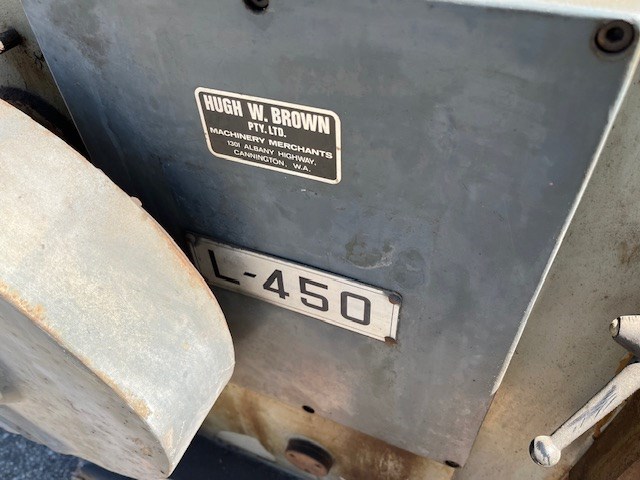 HUGH W. BROWN
PTY. LTD.
MACHINERY MERCHANTS
1301 ALBANY HIGHWAY,
CANNINGTON, W.A.
L-450